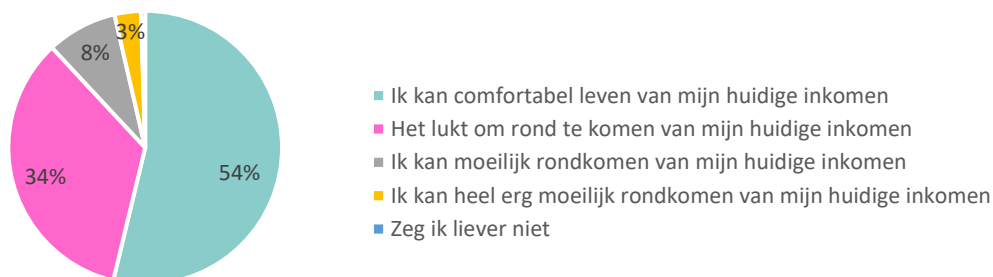 3%
8%
34%
54%
Ik kan comfortabel leven van mijn huidige inkomen
Het lukt om rond te komen van mijn huidige inkomen
Ik kan moeilijk rondkomen van mijn huidige inkomen
Ik kan heel erg moeilijk rondkomen van mijn huidige inkomen
Zeg ik liever niet